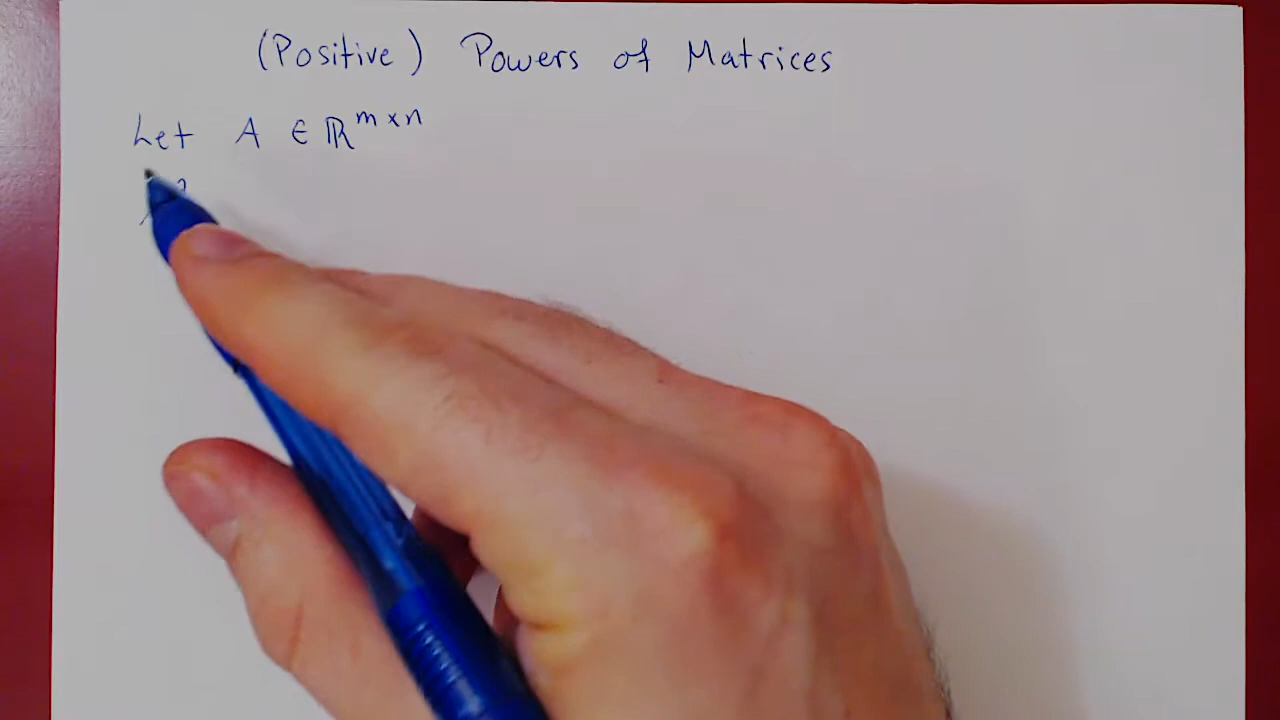 (Positive) Powers of Matrices
Let A ∈ ℝ^{m×n}